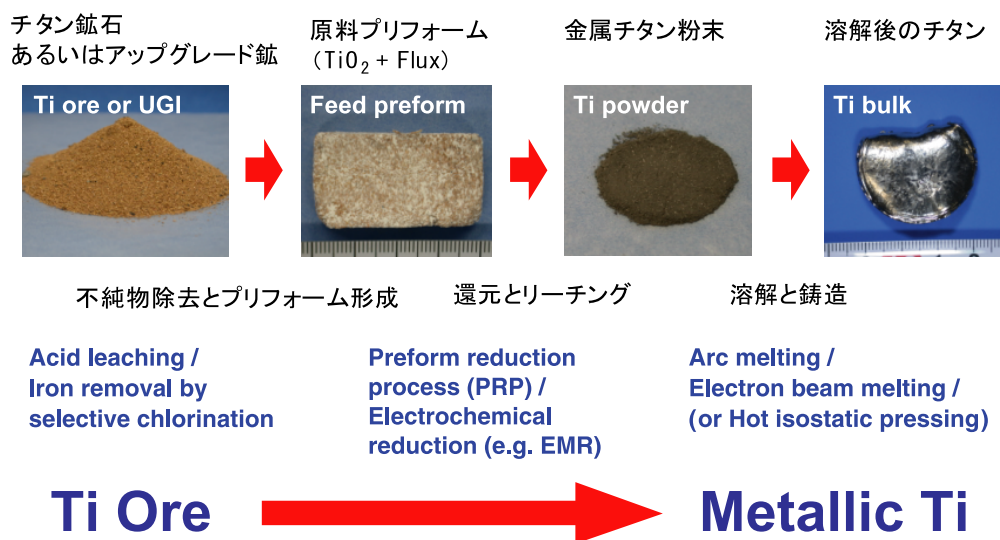 チタン鉱石
あるいはアップグレード鉱
原料プリフォーム
（TiO₂ + Flux）
金属チタン粉末
溶解後のチタン
Ti ore or UGI
Feed preform
Ti powder
Ti bulk
不純物除去とプリフォーム形成
還元とリーチング
溶解と鋳造
Acid leaching /
Iron removal by
selective chlorination
Preform reduction
process (PRP) /
Electrochemical
reduction (e.g. EMR)
Arc melting /
Electron beam melting /
(or Hot isostatic pressing)
Ti Ore
Metallic Ti